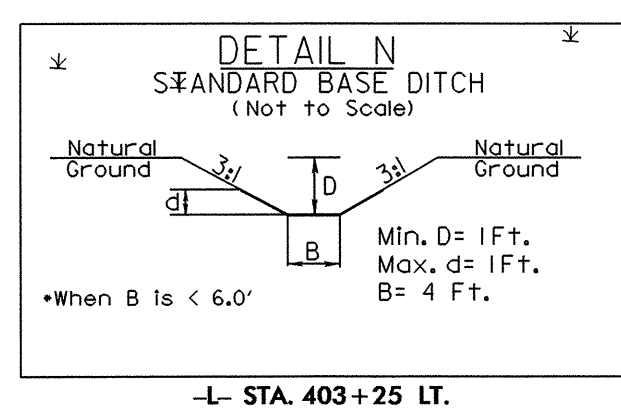 DETAIL N
STANDARD BASE DITCH
(Not to Scale)
Natural
Ground
3:1
D
d
3:1
Natural
Ground
B
Min. D= 1Ft.
Max. d= 1Ft.
B= 4 Ft.
*When B is < 6.0'
-L- STA. 403+25 LT.